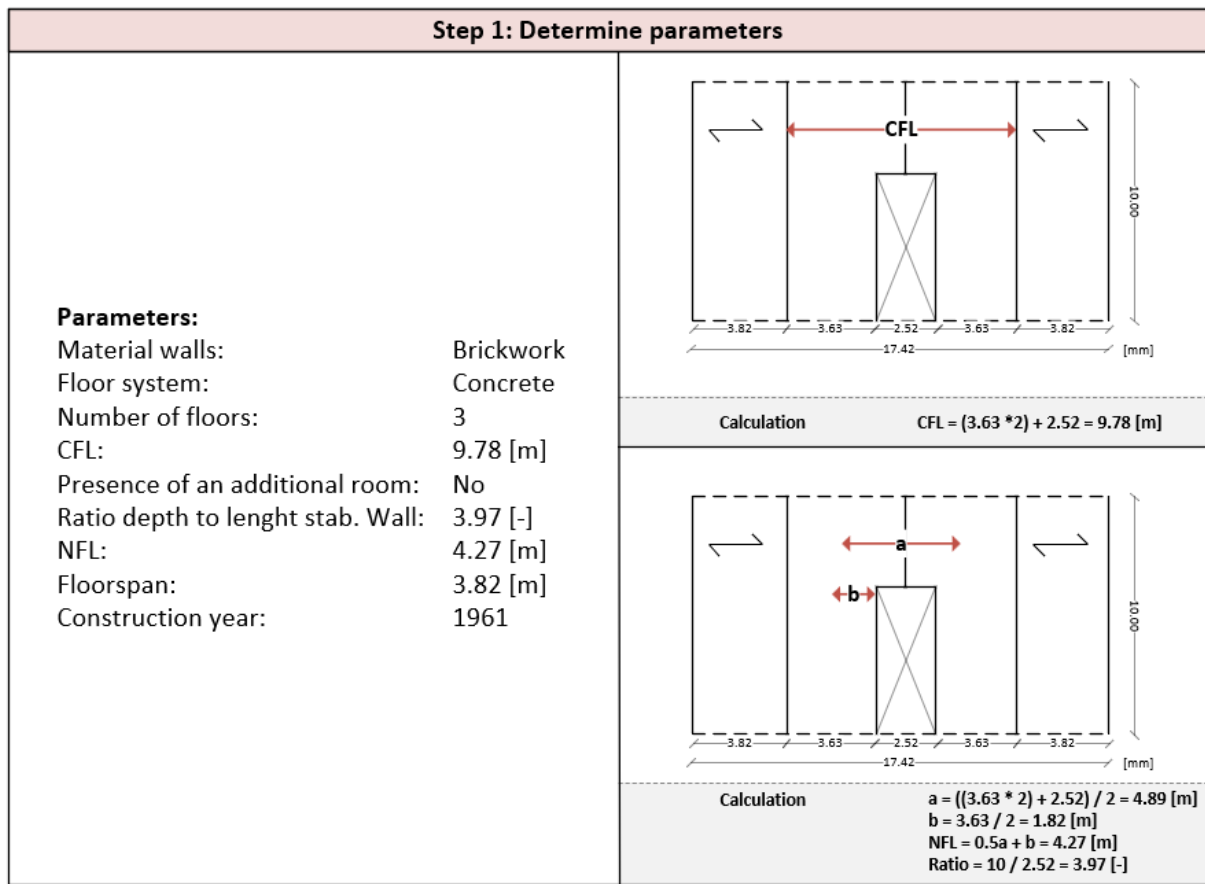 Step 1: Determine parameters
Parameters:
Material walls: Brickwork
Floor system: Concrete
Number of floors: 3
CFL: 9.78 [m]
Presence of an additional room: No
Ratio depth to lenght stab. Wall: 3.97 [-]
NFL: 4.27 [m]
Floorspan: 3.82 [m]
Construction year: 1961
CFL
10.00
3.82 3.63 2.52 3.63 3.82
17.42 [mm]
Calculation CFL = (3.63 *2) + 2.52 = 9.78 [m]
a
b
10.00
3.82 3.63 2.52 3.63 3.82
17.42 [mm]
Calculation a = ((3.63 * 2) + 2.52) / 2 = 4.89 [m]
b = 3.63 / 2 = 1.82 [m]
NFL = 0.5a + b = 4.27 [m]
Ratio = 10 / 2.52 = 3.97 [-]